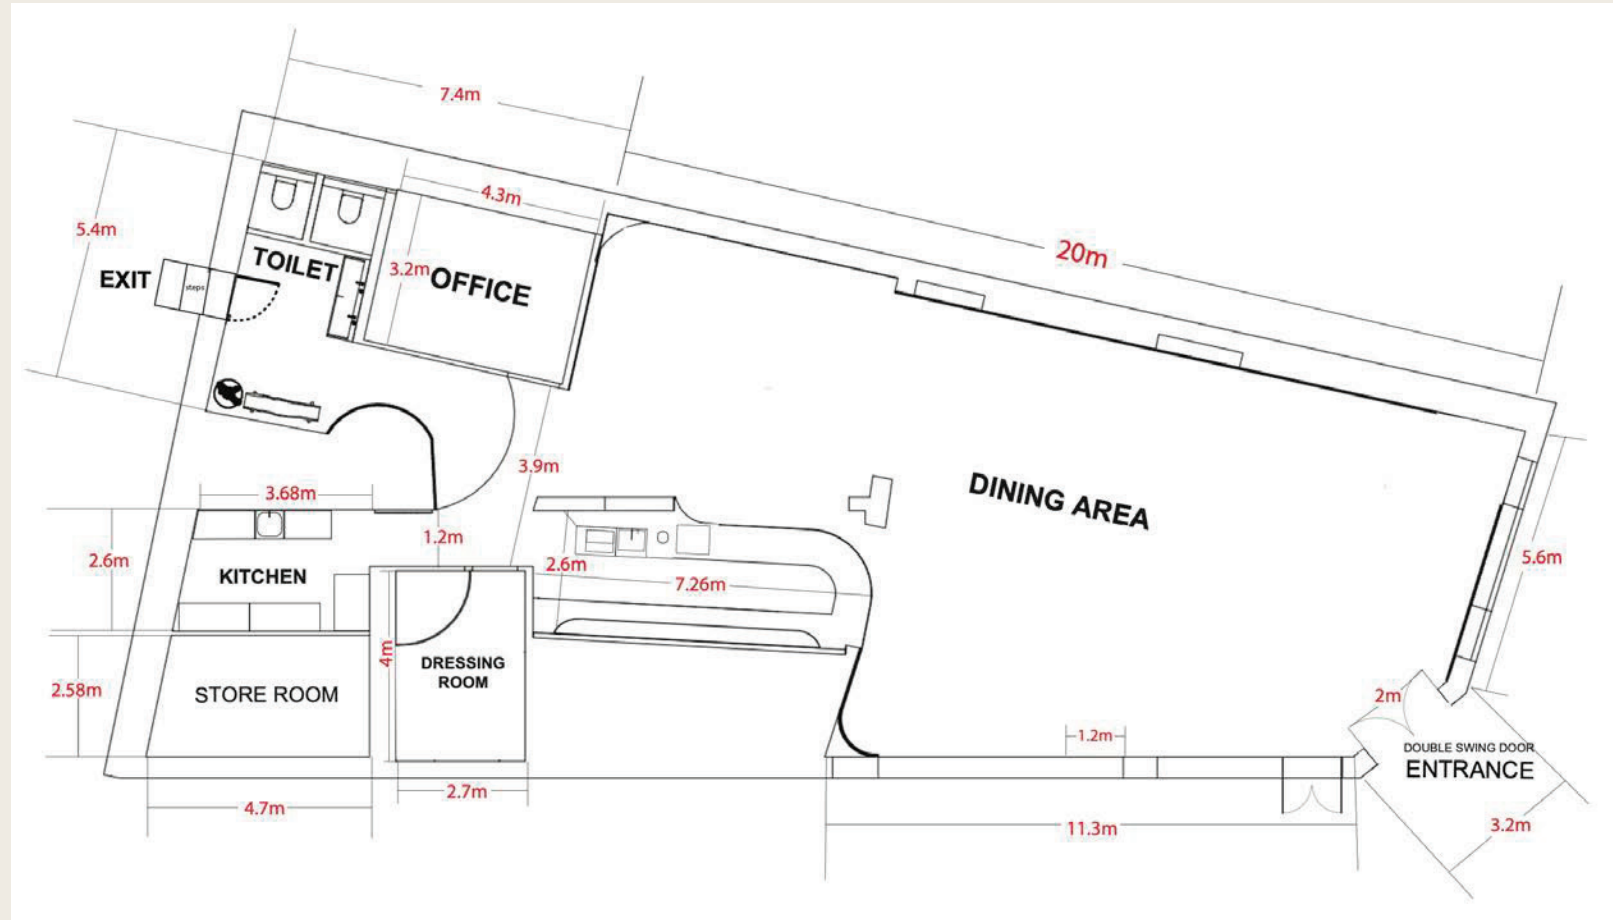 7.4m
4.3m
5.4m
20m
TOILET
EXIT
steps
3.2m
OFFICE
3.9m
DINING AREA
3.68m
1.2m
2.6m
2.6m
5.6m
KITCHEN
7.26m
4m
DRESSING
ROOM
2.58m
STORE ROOM
2m
1.2m
DOUBLE SWING DOOR
ENTRANCE
2.7m
4.7m
11.3m
3.2m